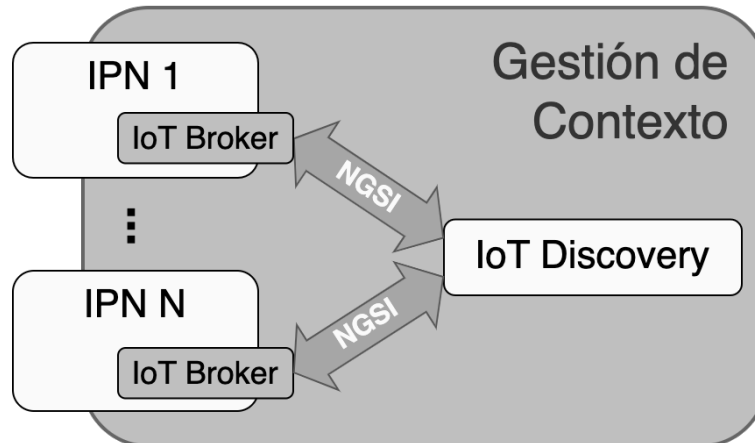 Gestión de
Contexto
IPN 1
IoT Broker
NGSI
...
IoT Discovery
IPN N
NGSI
IoT Broker